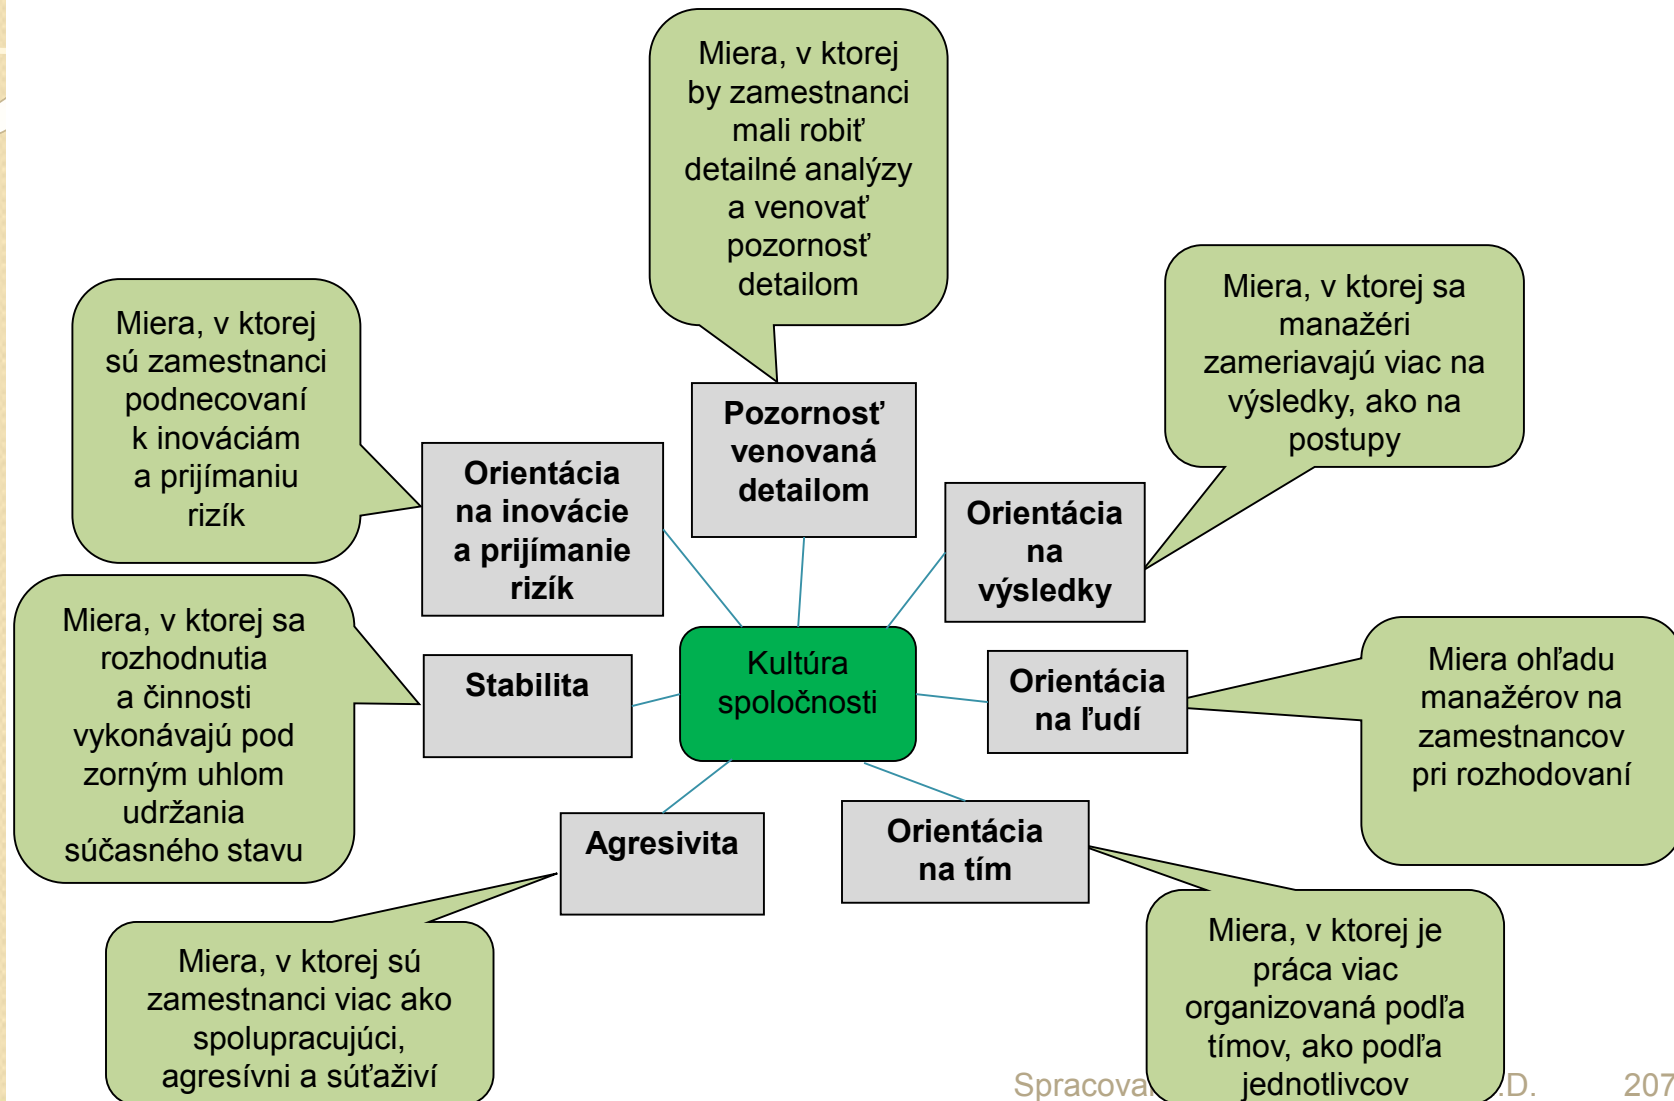 Miera, v ktorej
by zamestnanci
mali robiť
detailné analýzy
a venovať
pozornosť
detailom
Miera, v ktorej sa
manažéri
zameriavajú viac na
výsledky, ako na
postupy
Miera, v ktorej
sú zamestnanci
podnecovaní
k inováciám
a prijímaniu
rizík
Pozornosť
venovaná
detailom
Orientácia
na inovácie
a prijímanie
rizík
Orientácia
na
výsledky
Miera, v ktorej sa
rozhodnutia
a činnosti
vykonávajú pod
zorným uhlom
udržania
súčasného stavu
Stabilita
Kultúra
spoločnosti
Orientácia
na ľudí
Miera ohľadu
manažérov na
zamestnancov
pri rozhodovaní
Agresivita
Orientácia
na tím
Miera, v ktorej sú
zamestnanci viac ako
spolupracujúci,
agresívni a súťaživí
Miera, v ktorej je
práca viac
organizovaná podľa
tímov, ako podľa
jednotlivcov
.D. 207